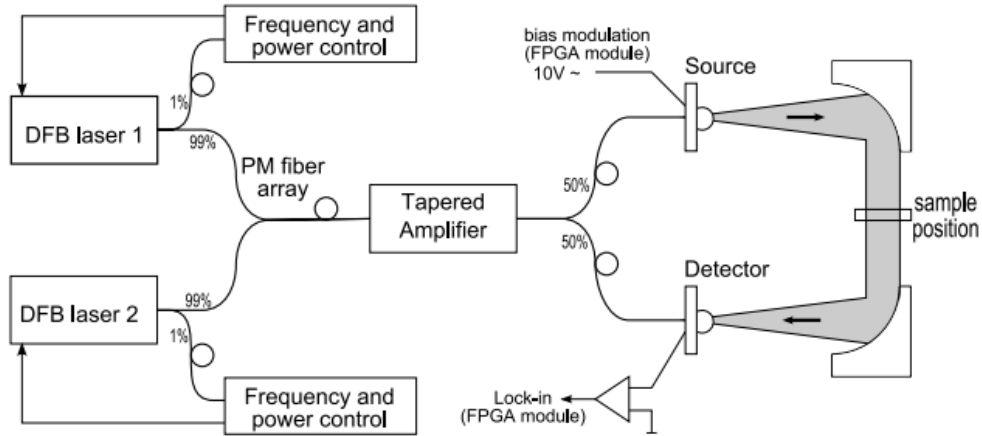 Frequency and
power control
1%
DFB laser 1
99%
PM fiber
array
Tapered
Amplifier
DFB laser 2
99%
1%
Frequency and
power control
bias modulation
(FPGA module)
10V ~
Source
50%
50%
sample
position
Detector
Lock-in
(FPGA module)